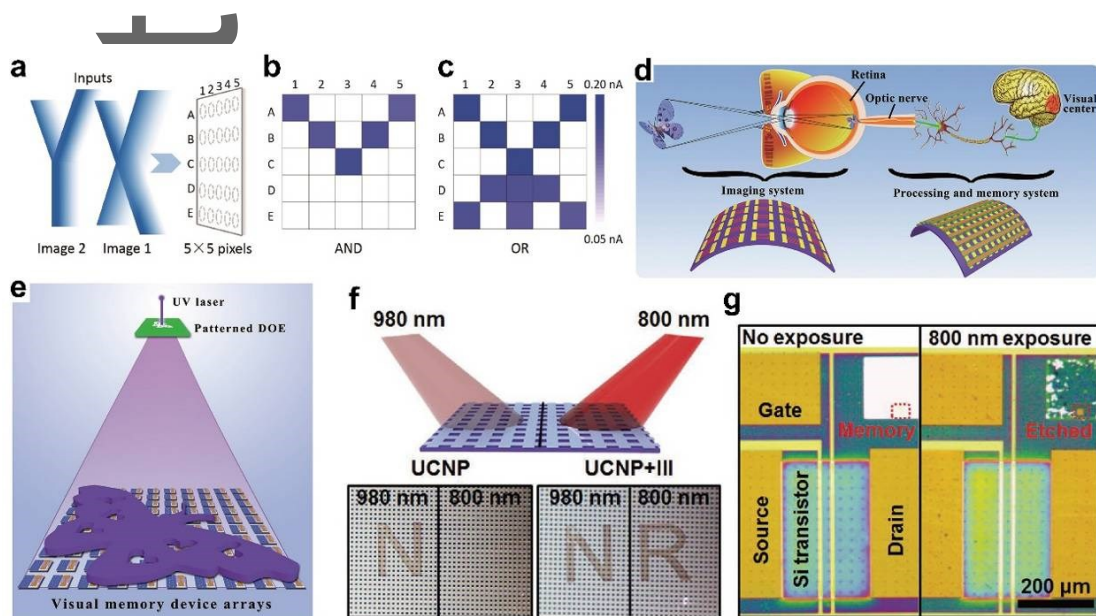 a
Inputs
1 2 3 4 5
A
B
C
D
E
Image 2 Image 1
5×5 pixels
b
1 2 3 4 5
A
B
C
D
E
AND
c
1 2 3 4 5
A
B
C
D
E
OR
0.20 nA
0.05 nA
d
Retina
Optic nerve
Visual
center
Imaging system
Processing and memory system
e
UV laser
Patterned DOE
Visual memory device arrays
f
980 nm
800 nm
UCNP
UCNP+III
980 nm 800 nm
N
980 nm 800 nm
N R
g
No exposure
800 nm exposure
Gate
Memory
Etched
Source
Si transistor
Drain
200 µm